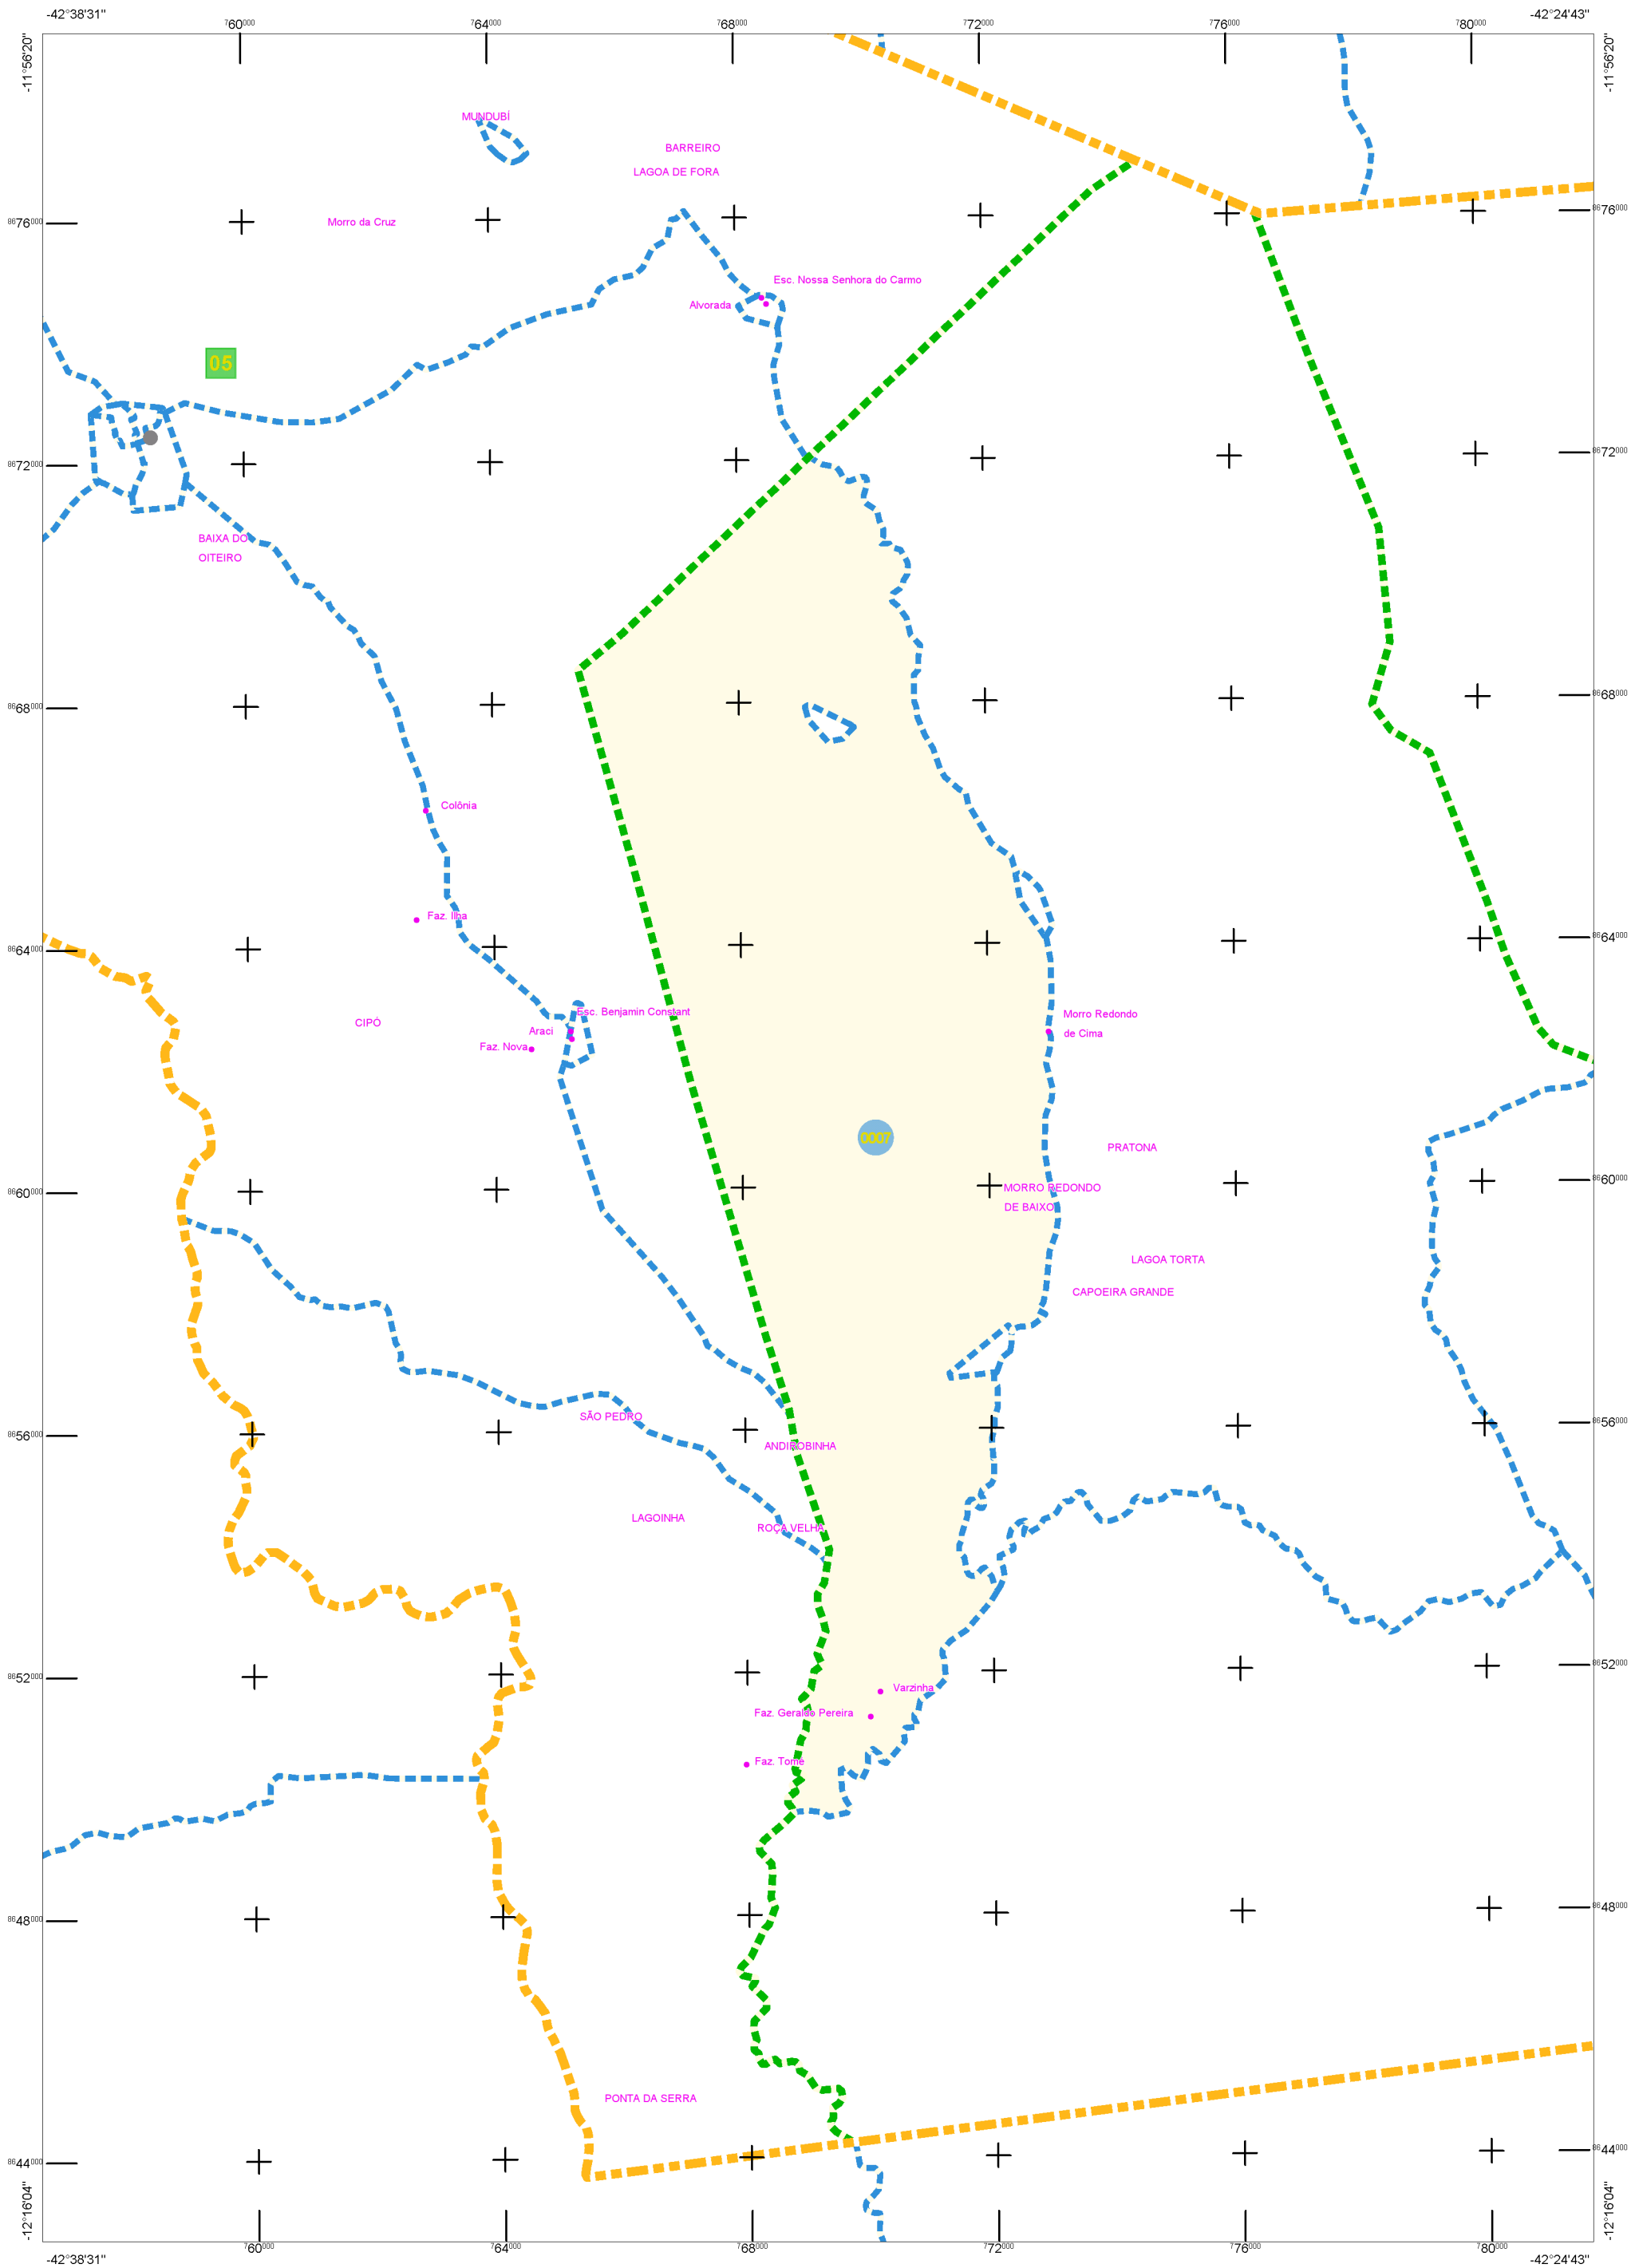 -42°38'31"
-42°24'43"
760000
764000
768000
772000
776000
780000
-11°56'20"
-11°56'20"
MUNDUBÍ
BARREIRO
LAGOA DE FORA
8676000
Morro da Cruz
8676000
Esc. Nossa Senhora do Carmo
Alvorada
05
8672000
8672000
BAIXA DO
OITEIRO
8668000
8668000
Colônia
Faz. Ilha
8664000
8664000
Esc. Benjamin Constant
CIPÓ
Araci
Faz. Nova
Morro Redondo
de Cima
0007
PRATONA
8660000
8660000
MORRO REDONDO
DE BAIXO
LAGOA TORTA
CAPOEIRA GRANDE
SÃO PEDRO
8656000
8656000
ANDIROBINHA
LAGOINHA
ROÇA VELHA
8652000
8652000
Varzinha
Faz. Geraldo Pereira
Faz. Tomé
8648000
8648000
PONTA DA SERRA
8644000
8644000
-12°16'04"
-12°16'04"
760000
764000
768000
772000
776000
780000
-42°38'31"
-42°24'43"